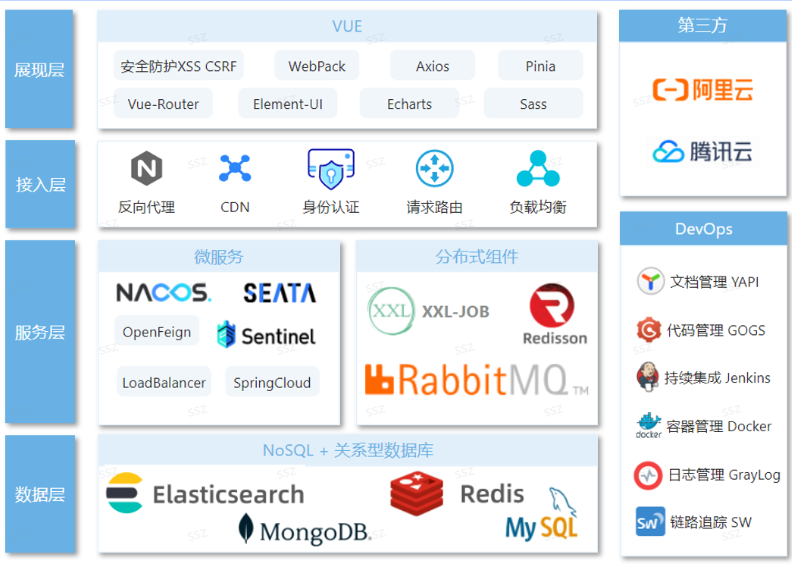 展现层
VUE
安全防护XSS CSRF
WebPack
Axios
Pinia
Vue-Router
Element-UI
Echarts
Sass
接入层
反向代理
CDN
身份认证
请求路由
负载均衡
服务层
微服务
NACOS.
SEATA
OpenFeign
Sentinel
LoadBalancer
SpringCloud
分布式组件
XXL
XXL-JOB
Redisson
RabbitMQ TM
数据层
NoSQL + 关系型数据库
Elasticsearch
Redis
MongoDB.
MySQL
第三方
阿里云
腾讯云
DevOps
文档管理 YAPI
代码管理 GOGS
持续集成 Jenkins
docker
容器管理 Docker
日志管理 GrayLog
SW
链路追踪 SW
SSZ